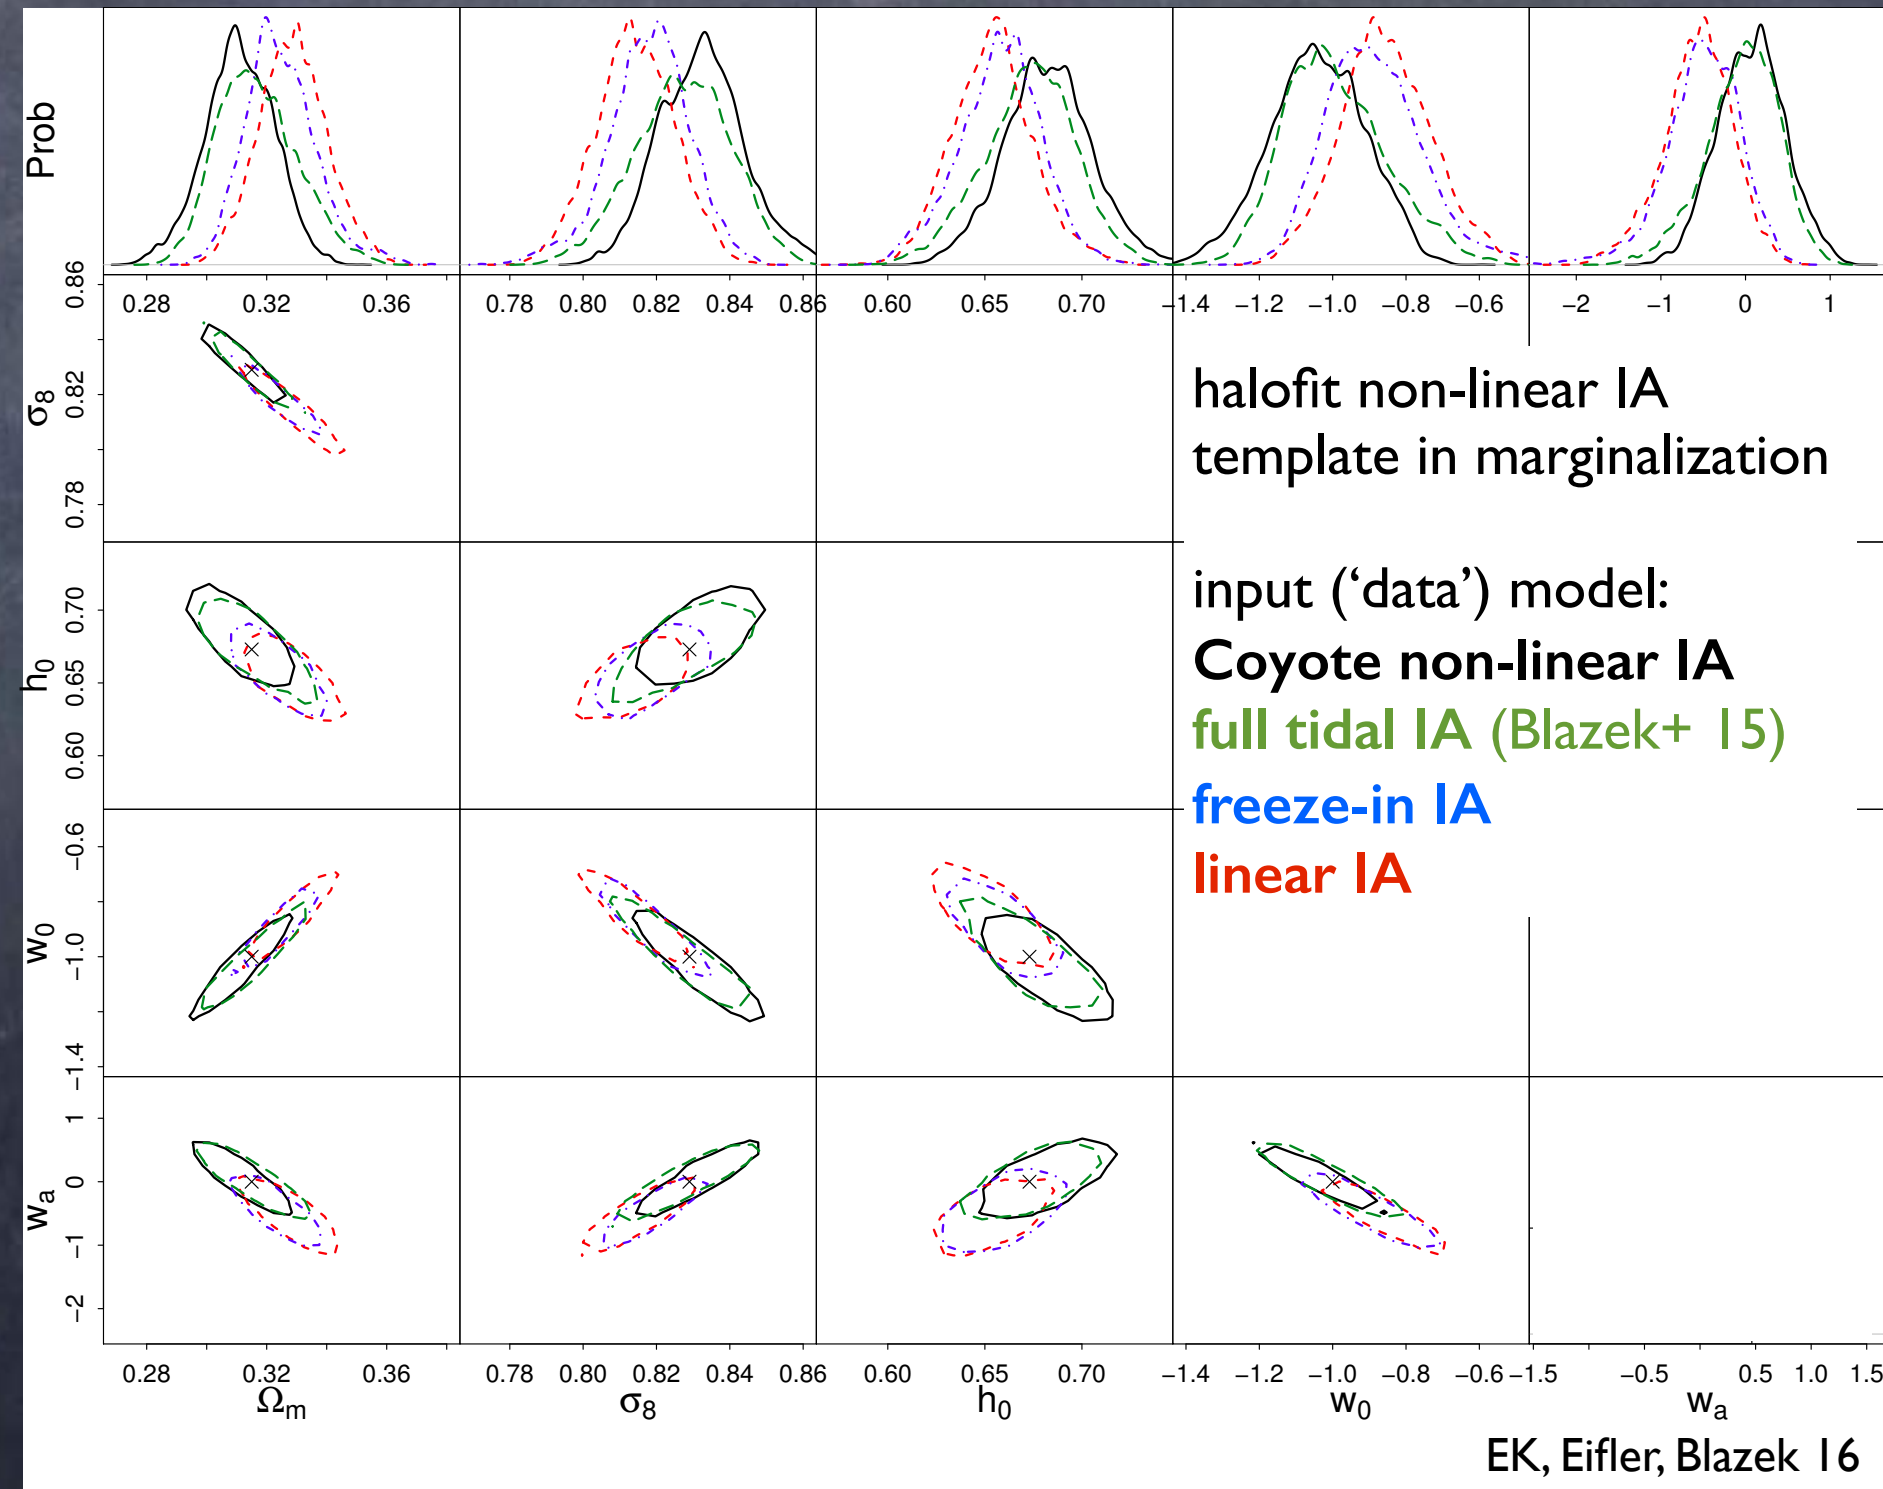 Prob
0.28 0.32 0.36 0.78 0.80 0.82 0.84 0.86 0.60 0.65 0.70 −1.4 −1.2 −1.0 −0.8 −0.6 −2 −1 0 1
σ8
0.78 0.82 0.86
halofit non-linear IA
template in marginalization
h0
0.60 0.65 0.70
input (‘data’) model:
Coyote non-linear IA
full tidal IA (Blazek+ 15)
freeze-in IA
linear IA
w0
−1.4 −1.0 −0.6
wa
−2 −1 0 1
0.28 0.32 0.36 0.78 0.80 0.82 0.84 0.86 0.60 0.65 0.70 −1.4 −1.2 −1.0 −0.8 −0.6 −1.5 −0.5 0.5 1.0 1.5
Ωm σ8 h0 w0 wa
EK, Eifler, Blazek 16